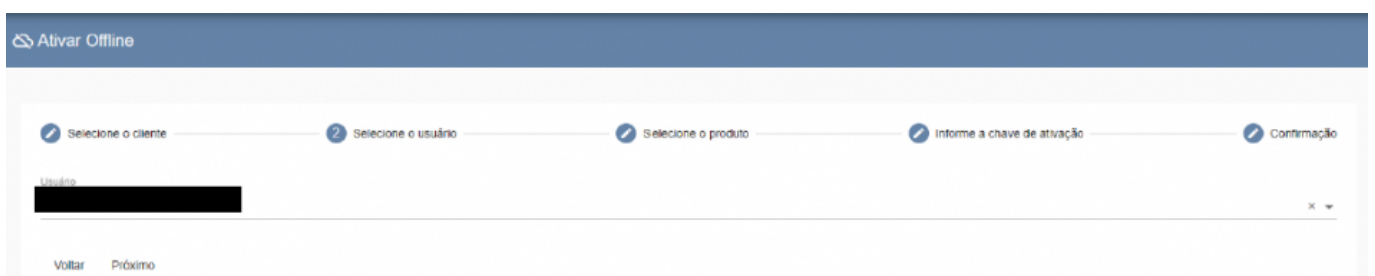 Ativar Offline
Selecione o cliente 2 Selecione o usuário Selecione o produto Informe a chave de ativação Confirmação
Usuário
Voltar Próximo